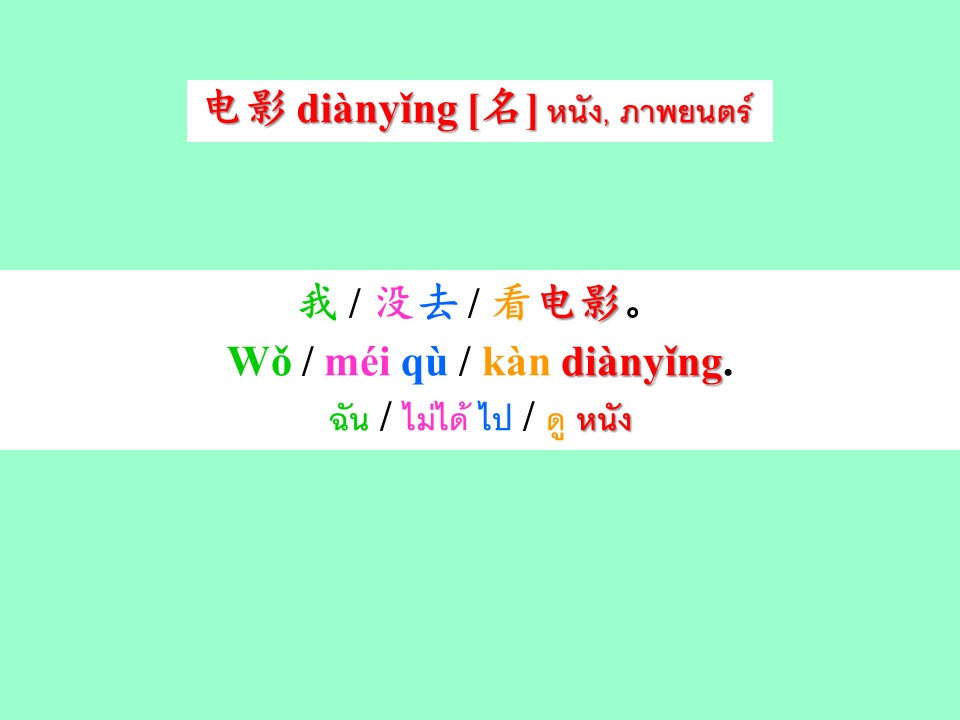 电影 diànyǐng [名] หนัง, ภาพยนตร์
我 / 没去 / 看电影。
Wǒ / méi qù / kàn diànyǐng.
ฉัน / ไม่ได้ ไป / ดู หนัง